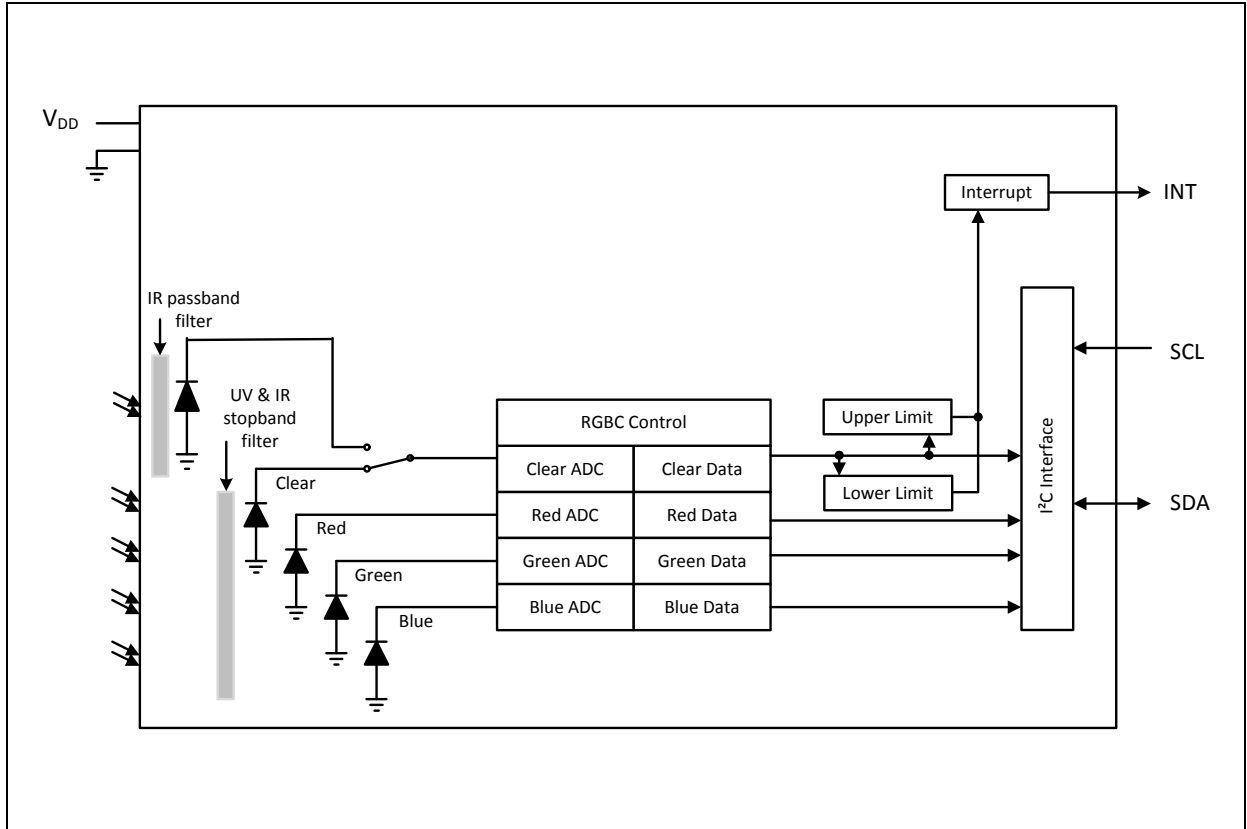 V_DD
Interrupt
INT
IR passband
filter
SCL
UV & IR
stopband
filter
RGBC Control
Upper Limit
Clear
Clear ADC
Clear Data
Lower Limit
I²C Interface
SDA
Red
Red ADC
Red Data
Green
Green ADC
Green Data
Blue
Blue ADC
Blue Data